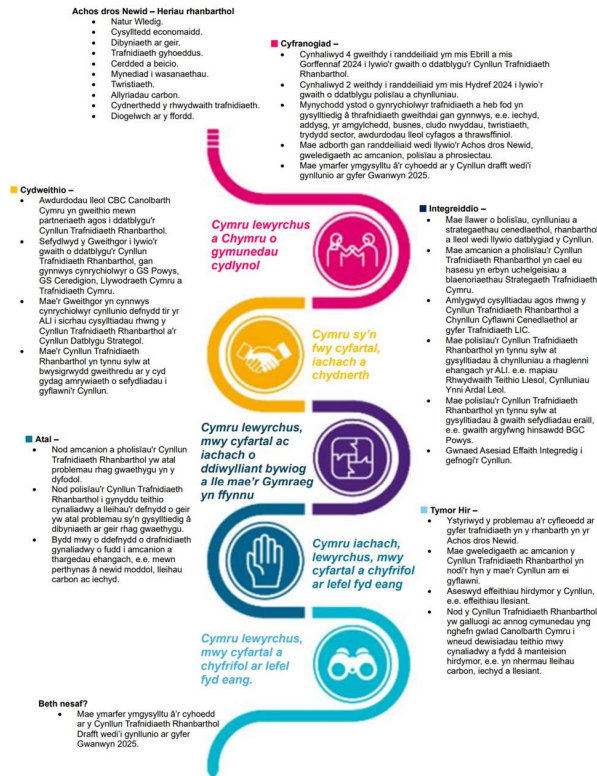 Achos dros Newid – Heriau rhanbarthol
• Natur Wledig.
• Cysylltedd economaidd.
• Dibyniaeth ar geir.
• Trafnidiaeth gyhoeddus.
• Cerdded a beicio.
• Mynediad i wasanaethau.
• Twristiaeth.
• Allyriadau carbon.
• Cydnerthedd y rhwydwaith trafnidiaeth.
• Diogelwch ar y ffordd.
Cyfranogiad –
• Cynhaliwyd 4 gweithdy i randdeiliaid ym mis Ebrill a mis
Gorffennaf 2024 i lywio'r gwaith o ddatblygu'r Cynllun Trafnidiaeth
Rhanbarthol.
• Cynhaliwyd 2 weithdy i randdeiliaid ym mis Hydref 2024 i lywio'r
gwaith o ddatblygu polisïau a chynlluniau.
• Mynychodd ystod o gynrychiolwyr trafnidiaeth a heb fod yn
gysylltiedig â thrafnidiaeth gweithdai gan gynnwys, e.e. iechyd,
addysg, yr amgylchedd, busnes, cludo nwyddau, twristiaeth,
trydydd sector, awdurdodau lleol cyfagos a thrawsffiniol.
• Mae adborth gan randdeiliaid wedi llywio'r Achos dros Newid,
gweledigaeth ac amcanion, polisïau a phrosiectau.
• Mae ymarfer ymgysylltu â'r cyhoedd ar y Cynllun drafft wedi'i
gynllunio ar gyfer Gwanwyn 2025.
Cydweithio –
• Awdurdodau lleol CBC Canolbarth
Cymru yn gweithio mewn
partneriaeth agos i ddatblygu'r
Cynllun Trafnidiaeth Rhanbarthol.
• Sefydlwyd y Gweithgor i lywio'r
gwaith o ddatblygu'r Cynllun
Trafnidiaeth Rhanbarthol, gan
gynnwys cynrychiolwyr o GS Powys,
GS Ceredigion, Llywodraeth Cymru a
Trafnidiaeth Cymru.
• Mae'r Gweithgor yn cynnwys
cynrychiolwyr cynllunio defnydd tir yr
ALl i sicrhau cysylltiadau rhwng y
Cynllun Trafnidiaeth Rhanbarthol a'r
Cynllun Datblygu Strategol.
• Mae'r Cynllun Trafnidiaeth
Rhanbarthol yn tynnu sylw at
bwysigrwydd gweithredu ar y cyd
gydag amrywiaeth o sefydliadau i
gyflawni'r Cynllun.
Cymru lewyrchus
a Chymru o
gymunedau
cydlynol
Integreiddio –
• Mae llawer o bolisïau, cynlluniau a
strategaethau cenedlaethol, rhanbarthol
a lleol wedi llywio datblygiad y Cynllun.
• Mae amcanion a pholisïau'r Cynllun
Trafnidiaeth Rhanbarthol yn cael eu
hasesu yn erbyn uchelgeisiau a
blaenoriaethau Strategaeth Trafnidiaeth
Cymru.
• Amlygwyd cysylltiadau agos rhwng y
Cynllun Trafnidiaeth Rhanbarthol a
Chynllun Cyflawni Cenedlaethol ar
gyfer Trafnidiaeth LlC.
• Mae polisïau'r Cynllun Trafnidiaeth
Rhanbarthol yn tynnu sylw at
gysylltiadau â chynlluniau a rhaglenni
ehangach yr ALl. e.e. mapiau
Rhwydwaith Teithio Llesol, Cynlluniau
Ynni Ardal Leol.
• Mae polisïau'r Cynllun Trafnidiaeth
Rhanbarthol yn tynnu sylw at
gysylltiadau â gwaith sefydliadau eraill,
e.e. gwaith argyfwng hinsawdd BGC
Powys.
• Gwnaed Asesiad Effaith Integredig i
gefnogi'r Cynllun.
Cymru sy'n
fwy cyfartal,
iachach a
chydnerth
Cymru lewyrchus,
mwy cyfartal ac
iachach o
ddiwylliant bywiog
a lle mae'r Gymraeg
yn ffynnu
Atal –
• Nod amcanion a pholisïau'r Cynllun
Trafnidiaeth Rhanbarthol yw atal
problemau rhag gwaethygu yn y
dyfodol.
• Nod polisïau'r Cynllun Trafnidiaeth
Rhanbarthol i gynyddu teithio
cynaliadwy a lleihau'r defnydd o geir
yw atal problemau sy'n gysylltiedig â
dibyniaeth ar geir rhag gwaethygu.
• Bydd mwy o ddefnydd o drafnidiaeth
gynaliadwy o fudd i amcanion a
thargedau ehangach, e.e. mewn
perthynas â newid moddol, lleihau
carbon ac iechyd.
Cymru iachach,
lewyrchus, mwy
cyfartal a chyfrifol
ar lefel fyd eang
Tymor Hir –
• Ystyriwyd y problemau a'r cyfleoedd ar
gyfer trafnidiaeth yn y rhanbarth yn yr
Achos dros Newid.
• Mae gweledigaeth ac amcanion y
Cynllun Trafnidiaeth Rhanbarthol yn
nodi'r hyn y mae'r Cynllun am ei
gyflawni.
• Aseswyd effeithiau hirdymor y Cynllun,
e.e. effeithiau llesiant.
• Nod y Cynllun Trafnidiaeth Rhanbarthol
yw galluogi ac annog cymunedau yng
nghefn gwlad Canolbarth Cymru i
wneud dewisiadau teithio mwy
cynaliadwy a fydd â manteision
hirdymor, e.e. yn nhermau lleihau
carbon, iechyd a llesiant.
Cymru lewyrchus,
mwy cyfartal a
chyfrifol ar lefel
fyd eang.
Beth nesaf?
• Mae ymarfer ymgysylltu â'r cyhoedd
ar y Cynllun Trafnidiaeth Rhanbarthol
Drafft wedi'i gynllunio ar gyfer
Gwanwyn 2025.